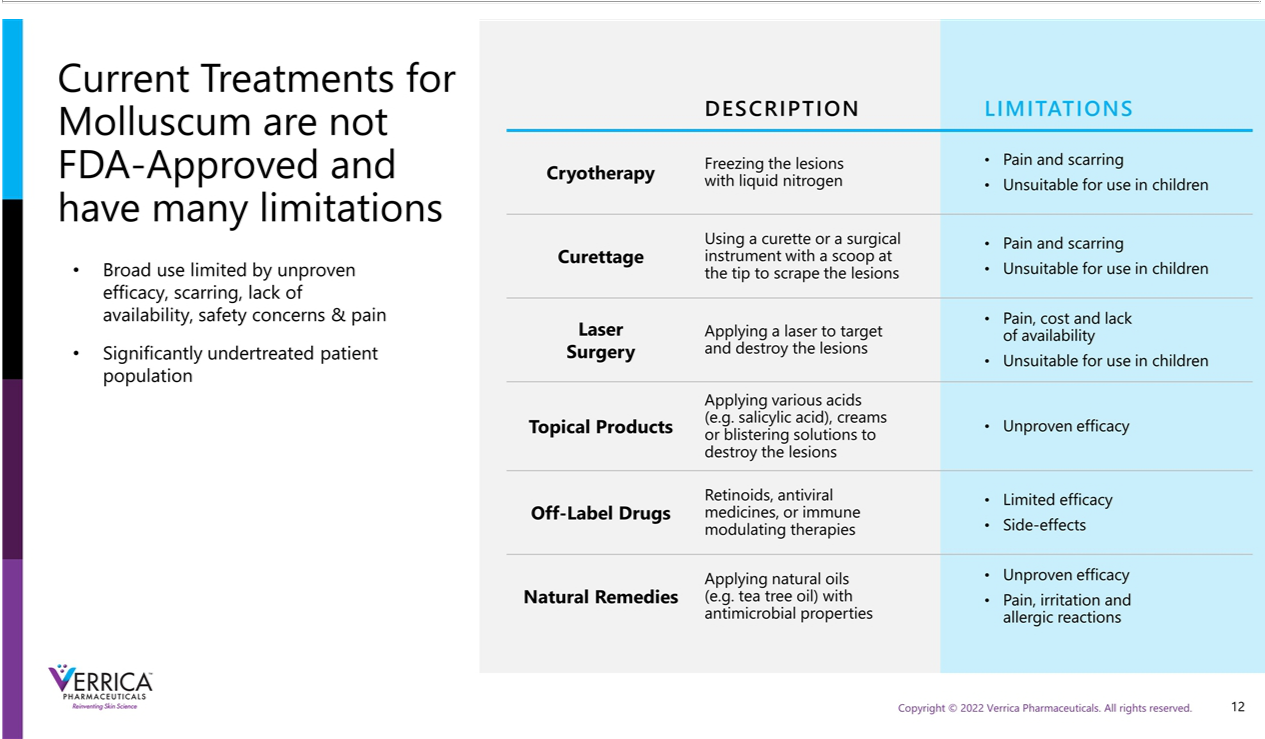 Current Treatments for
Molluscum are not
FDA-Approved and
have many limitations
• Broad use limited by unproven
efficacy, scarring, lack of
availability, safety concerns & pain
• Significantly undertreated patient
population
DESCRIPTION
LIMITATIONS
Cryotherapy
Freezing the lesions
with liquid nitrogen
• Pain and scarring
• Unsuitable for use in children
Curettage
Using a curette or a surgical
instrument with a scoop at
the tip to scrape the lesions
• Pain and scarring
• Unsuitable for use in children
Laser
Surgery
Applying a laser to target
and destroy the lesions
• Pain, cost and lack
of availability
• Unsuitable for use in children
Topical Products
Applying various acids
(e.g. salicylic acid), creams
or blistering solutions to
destroy the lesions
• Unproven efficacy
Off-Label Drugs
Retinoids, antiviral
medicines, or immune
modulating therapies
• Limited efficacy
• Side-effects
Natural Remedies
Applying natural oils
(e.g. tea tree oil) with
antimicrobial properties
• Unproven efficacy
• Pain, irritation and
allergic reactions
VERRICA™
PHARMACEUTICALS
Reinventing Skin Science
Copyright © 2022 Verrica Pharmaceuticals. All rights reserved.
12